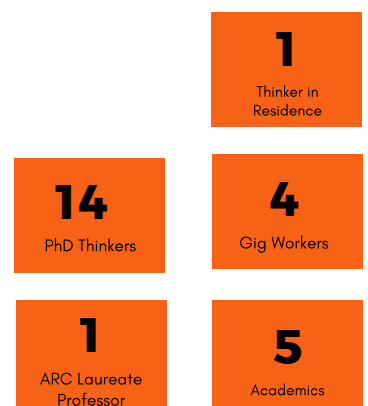 1
Thinker in
Residence
14
PhD Thinkers
4
Gig Workers
1
ARC Laureate
Professor
5
Academics